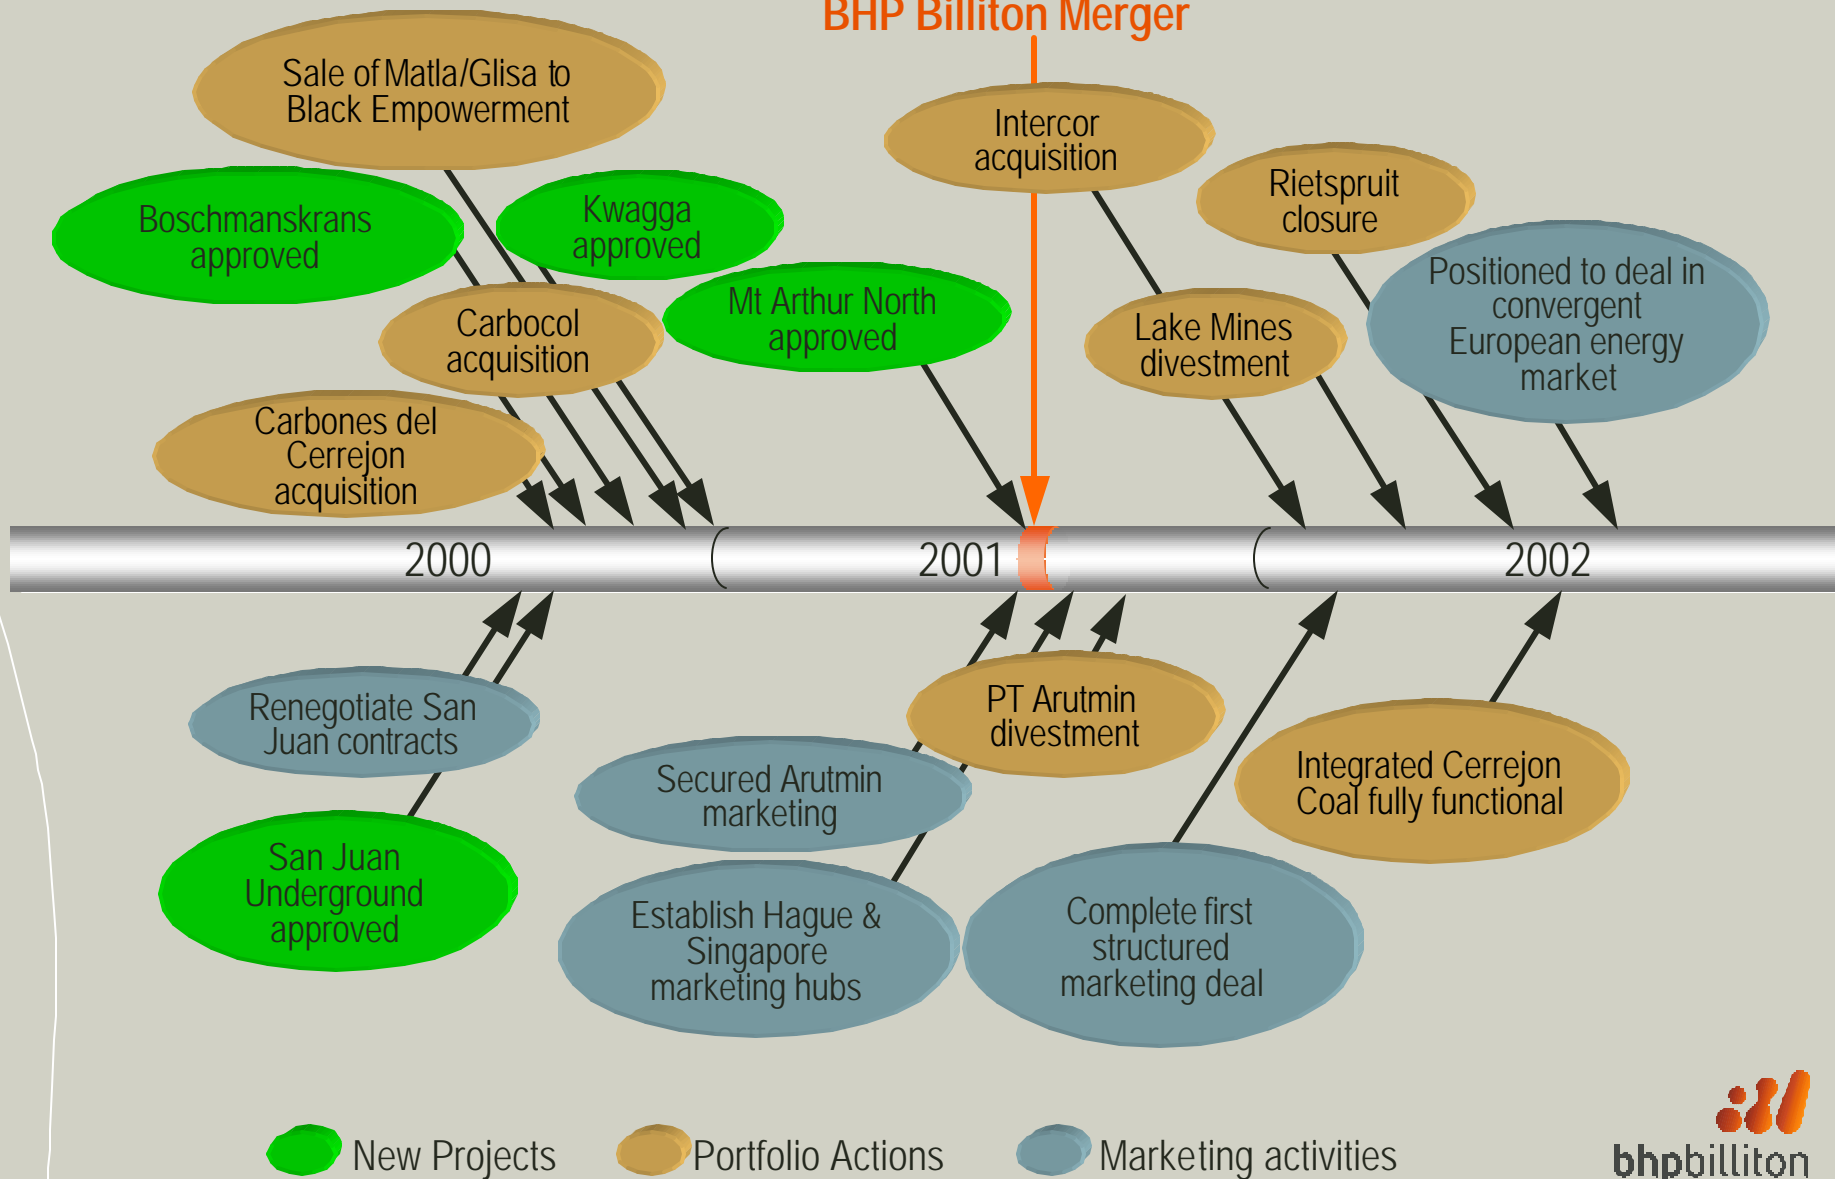 BHP Billiton Merger
Sale of Matla/Glisa to
Black Empowerment
Intercor
acquisition
Rietspruit
closure
Boschmanskrans
approved
Kwagga
approved
Positioned to deal in
convergent
European energy
market
Mt Arthur North
approved
Carbocol
acquisition
Lake Mines
divestment
Carbones del
Cerrejon
acquisition
2000
2001
2002
Renegotiate San
Juan contracts
PT Arutmin
divestment
Secured Arutmin
marketing
Integrated Cerrejon
Coal fully functional
San Juan
Underground
approved
Establish Hague &
Singapore
marketing hubs
Complete first
structured
marketing deal
New Projects
Portfolio Actions
Marketing activities
bhpbilliton